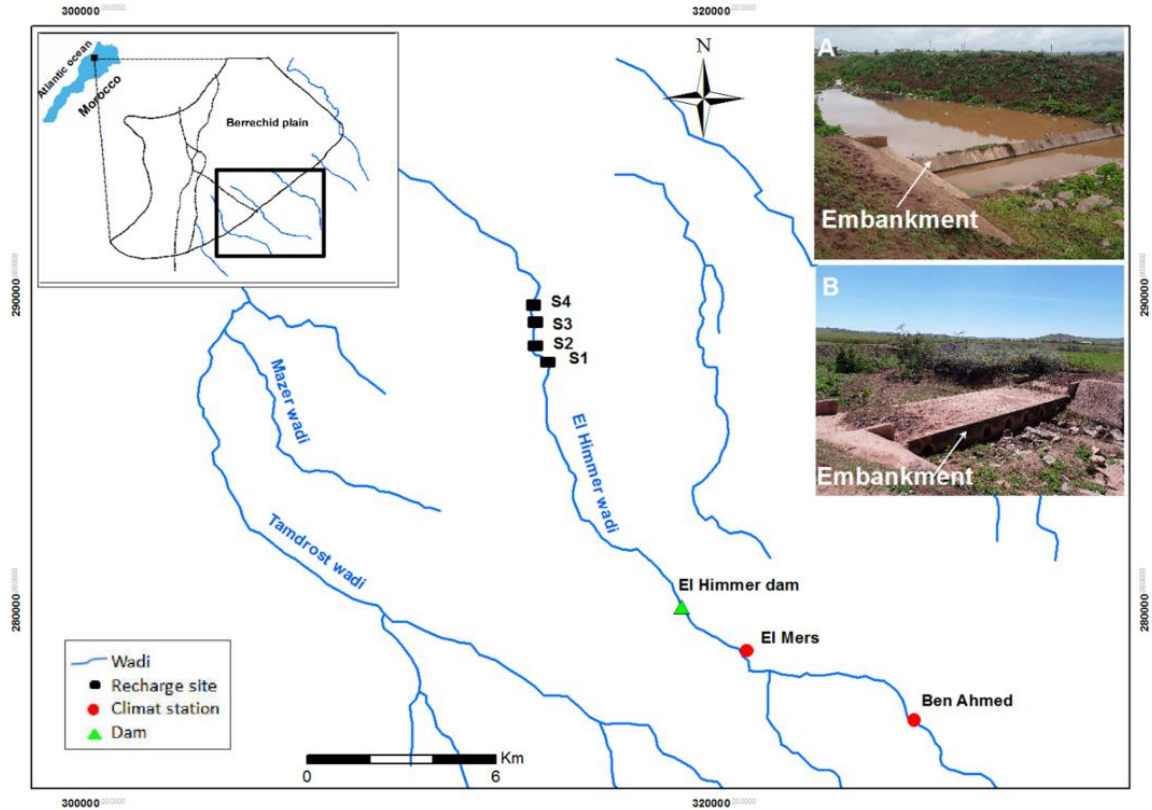 300000
320000
Atlantic ocean
Morocco
Berrechid plain
N
A
Embankment
B
Embankment
290000
290000
S4
S3
S2
S1
Mazer wadi
El Himmer wadi
Tamdrost wadi
El Himmer dam
280000
280000
El Mers
Ben Ahmed
Wadi
Recharge site
Climat station
Dam
Km
0
6
300000
320000